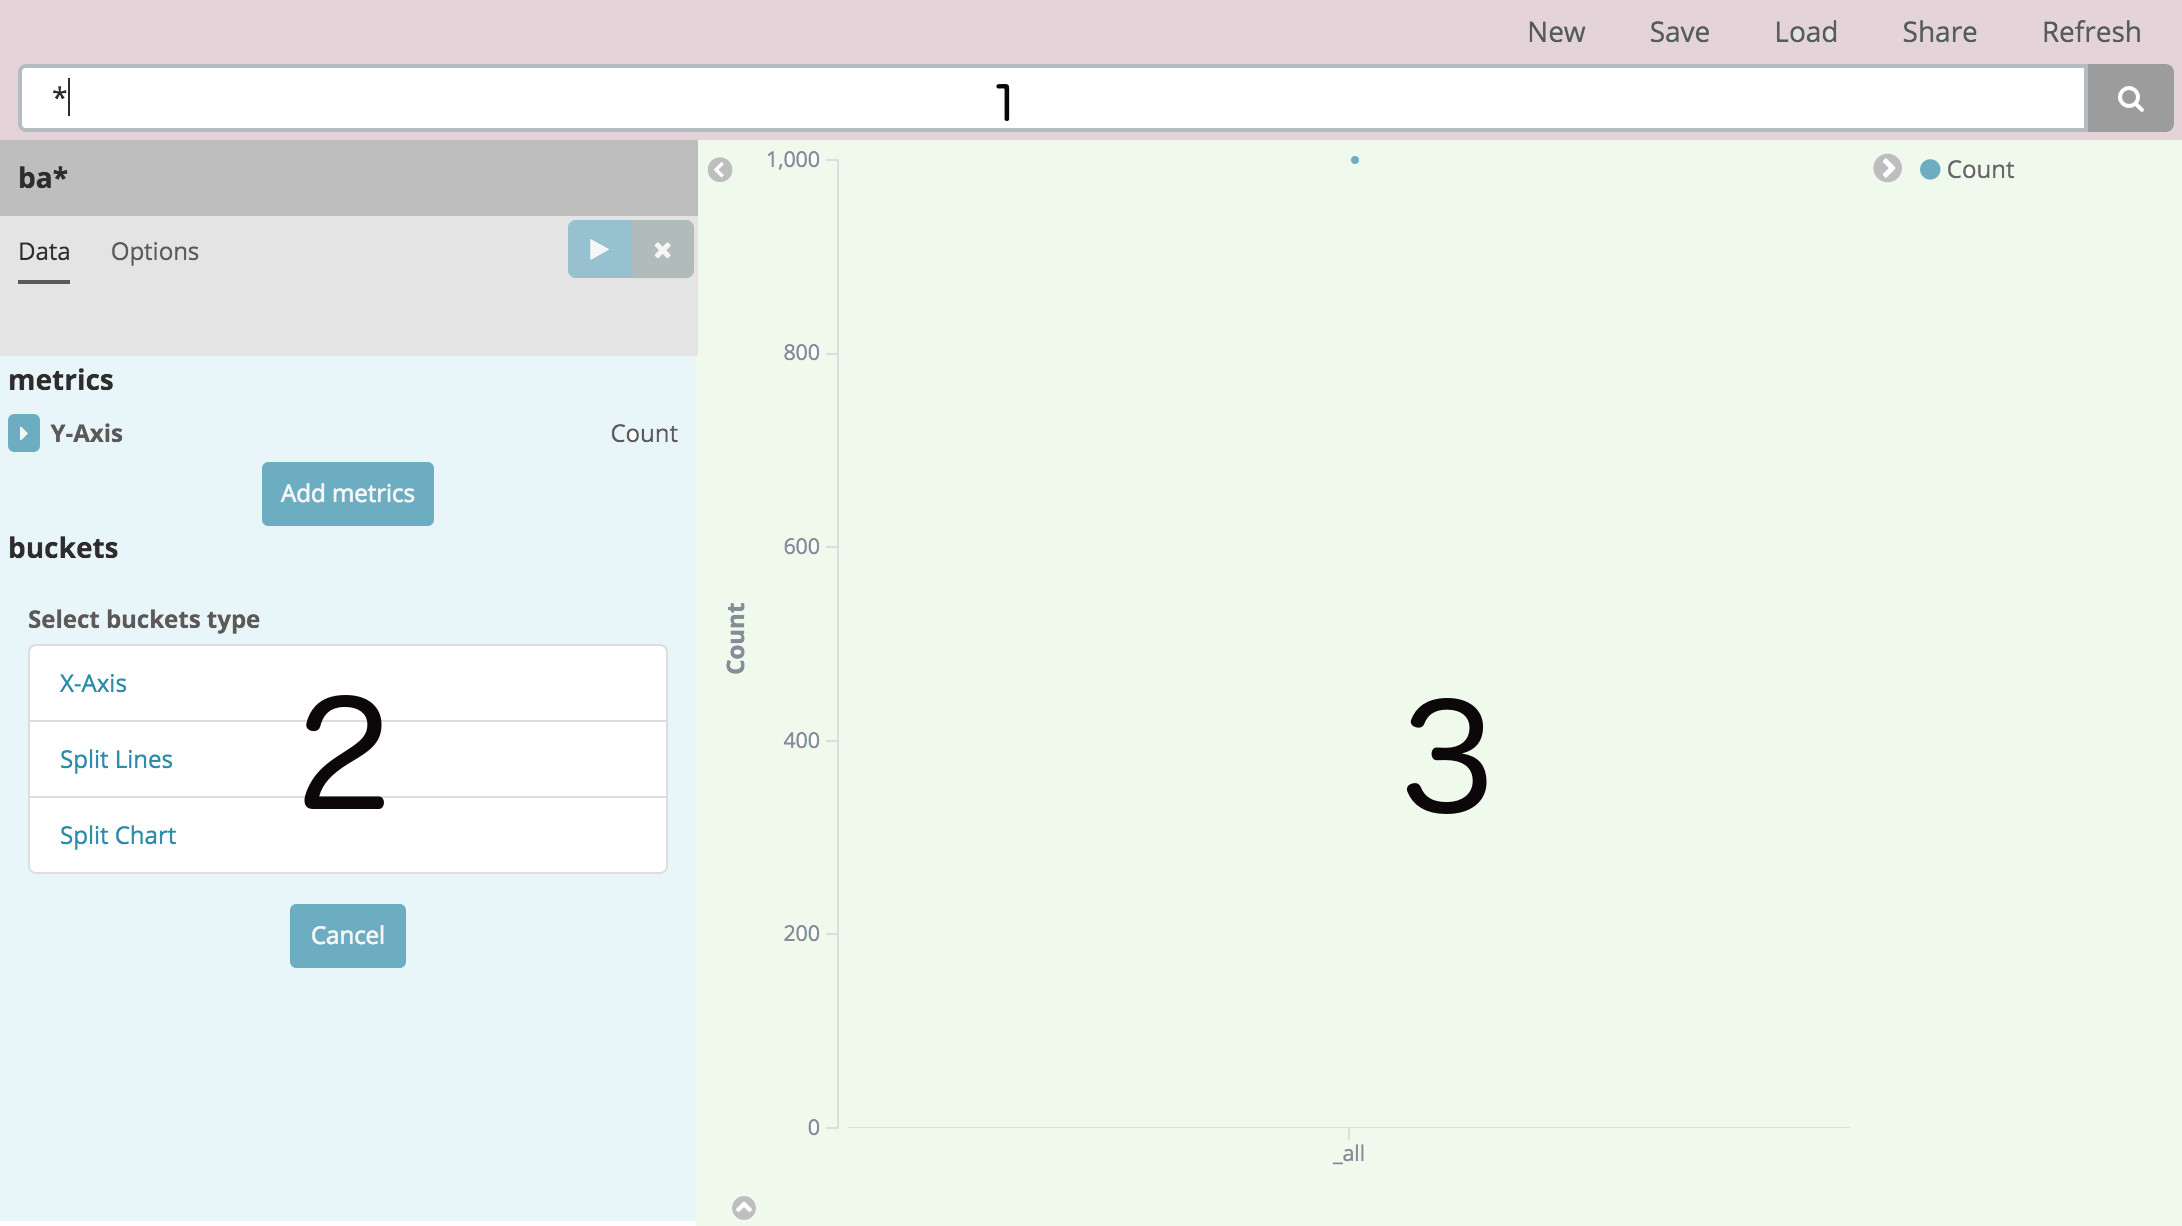 New Save Load Share Refresh
* 1
ba*
Data Options
metrics
Y-Axis Count
Add metrics
buckets
Select buckets type
X-Axis
Split Lines
Split Chart
2
Cancel
1,000
800
600
400
200
0
Count
_all
3
Count